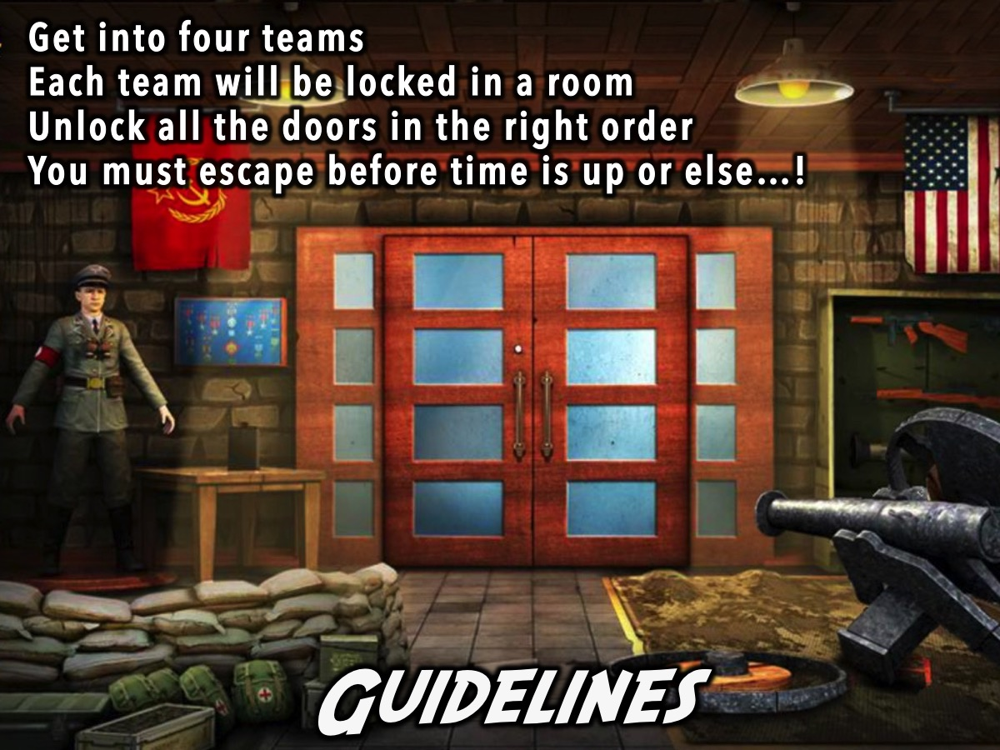 Get into four teams
Each team will be locked in a room
Unlock all the doors in the right order
You must escape before time is up or else...!
Guidelines